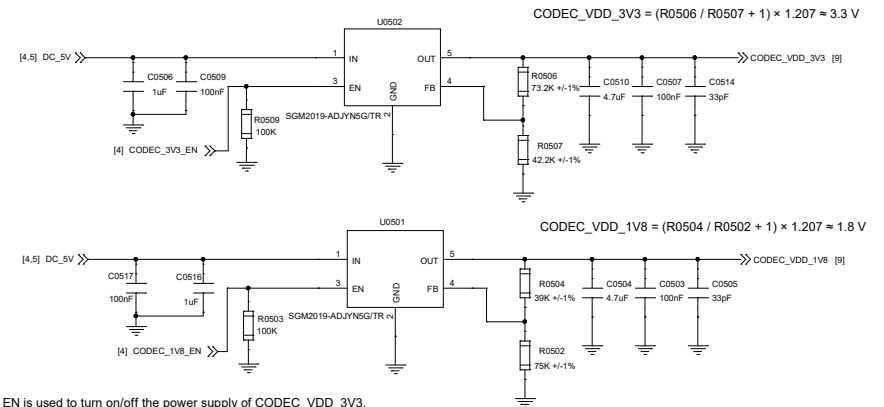 CODEC_VDD_3V3 = (R0506 / R0507 + 1) × 1.207 ≈ 3.3 V
U0502
[4,5] DC_5V
1
IN
OUT
5
CODEC_VDD_3V3 [9]
C0506
1uF
C0509
100nF
3
EN
FB
4
GND
2
R0506
73.2K +/-1%
C0510
4.7uF
C0507
100nF
C0514
33pF
R0509
100K
SGM2019-ADJYN5G/TR
[4] CODEC_3V3_EN
R0507
42.2K +/-1%
U0501
CODEC_VDD_1V8 = (R0504 / R0502 + 1) × 1.207 ≈ 1.8 V
[4,5] DC_5V
1
IN
OUT
5
CODEC_VDD_1V8 [9]
C0517
100nF
C0516
1uF
3
EN
FB
4
GND
2
R0504
39K +/-1%
C0504
4.7uF
C0503
100nF
C0505
33pF
R0503
100K
SGM2019-ADJYN5G/TR
[4] CODEC_1V8_EN
R0502
75K +/-1%
EN is used to turn on/off the power supply of CODEC_VDD_3V3.